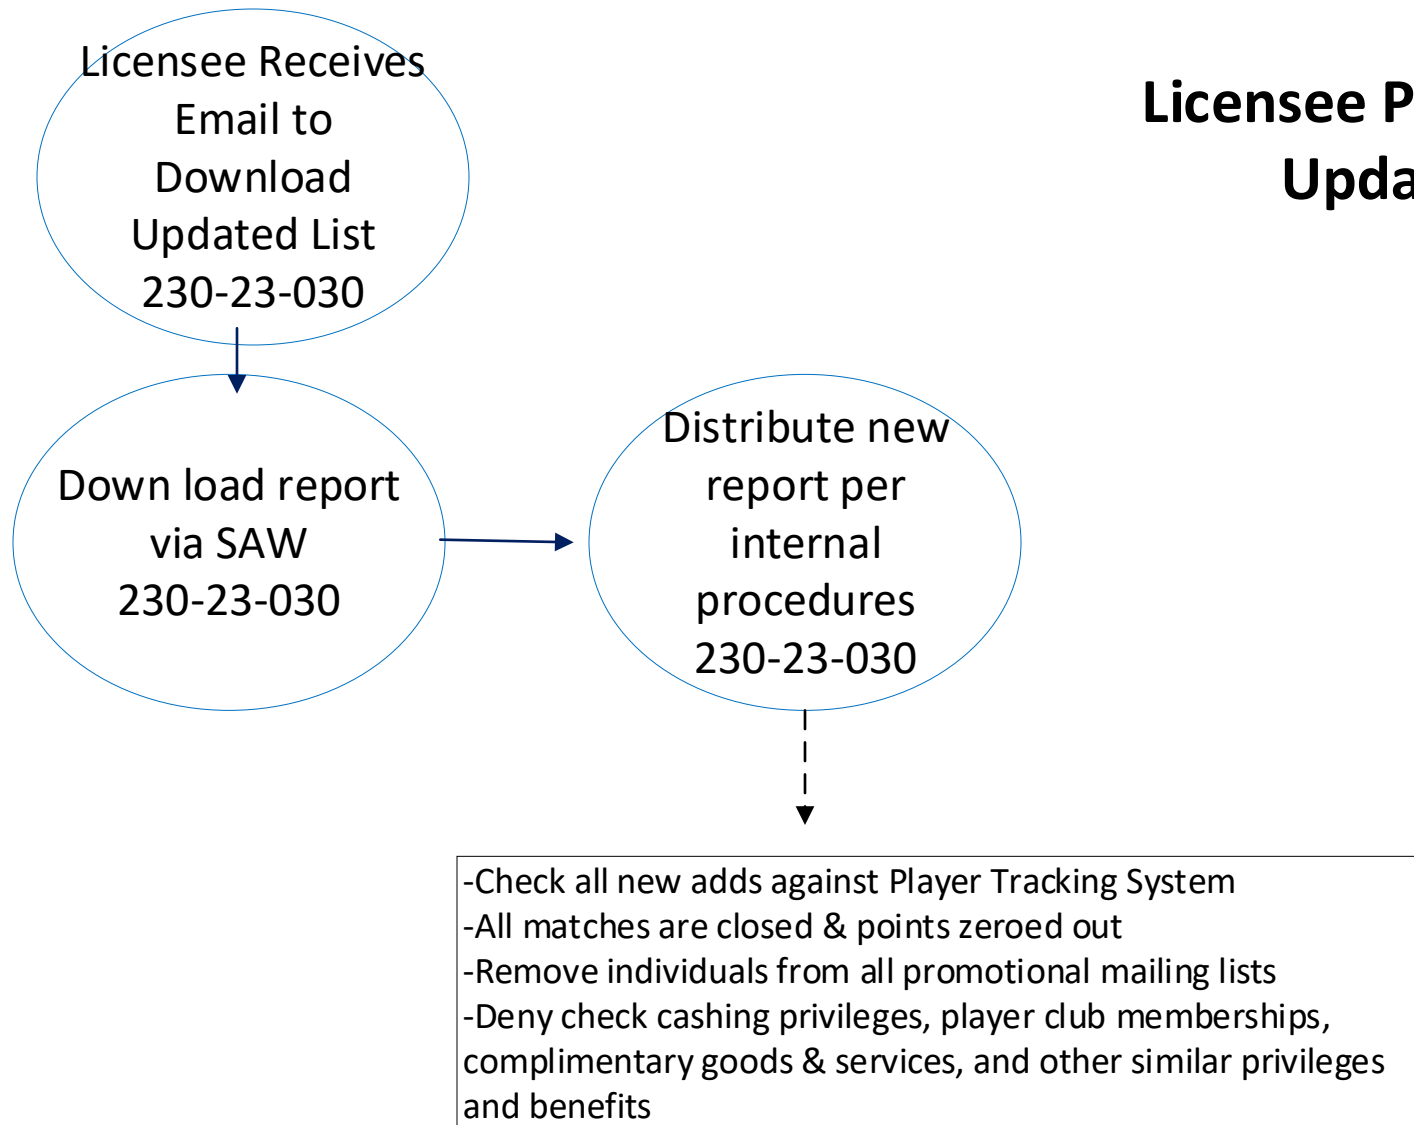 Licensee Receives
Email to
Download
Updated List
230-23-030
Licensee P
Upda
Down load report
via SAW
230-23-030
Distribute new
report per
internal
procedures
230-23-030
-Check all new adds against Player Tracking System
-All matches are closed & points zeroed out
-Remove individuals from all promotional mailing lists
-Deny check cashing privileges, player club memberships,
complimentary goods & services, and other similar privileges
and benefits